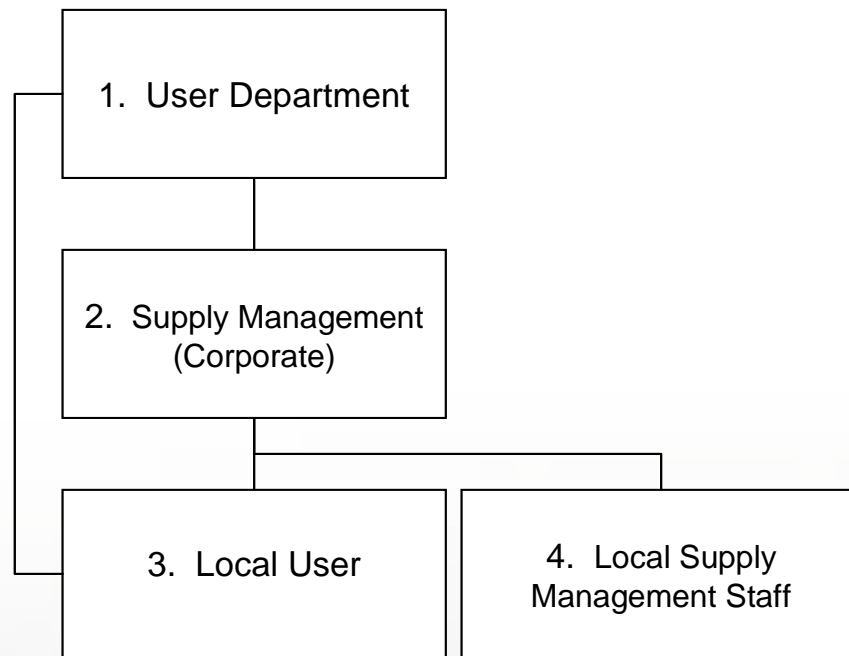 1. User Department
2. Supply Management
(Corporate)
3. Local User
4. Local Supply
Management Staff